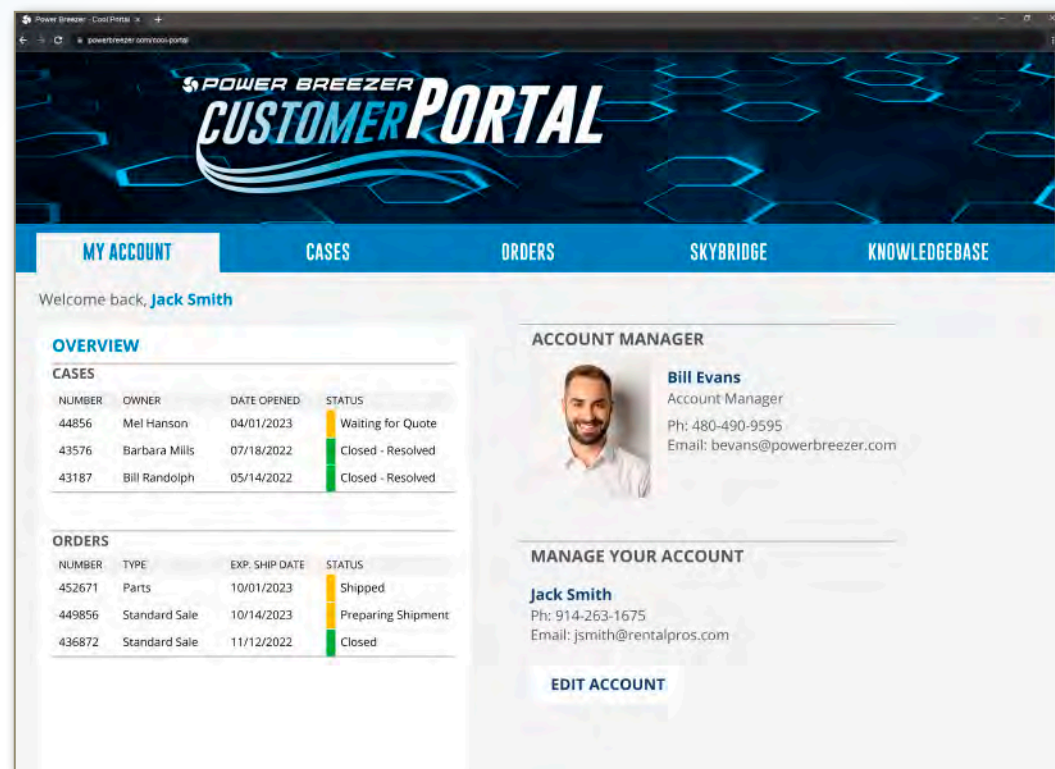 Power Breezer - Cool Portal
powerbreezer.com/cool-portal
POWER BREEZER
CUSTOMER PORTAL
MY ACCOUNT CASES ORDERS SKYBRIDGE KNOWLEDGEBASE
Welcome back, Jack Smith
OVERVIEW
CASES
NUMBER OWNER DATE OPENED STATUS
44856 Mel Hanson 04/01/2023 Waiting for Quote
43576 Barbara Mills 07/18/2022 Closed - Resolved
43187 Bill Randolph 05/14/2022 Closed - Resolved
ORDERS
NUMBER TYPE EXP. SHIP DATE STATUS
452671 Parts 10/01/2023 Shipped
449856 Standard Sale 10/14/2023 Preparing Shipment
436872 Standard Sale 11/12/2022 Closed
ACCOUNT MANAGER
Bill Evans
Account Manager
Ph: 480-490-9595
Email: bevans@powerbreezer.com
MANAGE YOUR ACCOUNT
Jack Smith
Ph: 914-263-1675
Email: jsmith@rentalpros.com
EDIT ACCOUNT